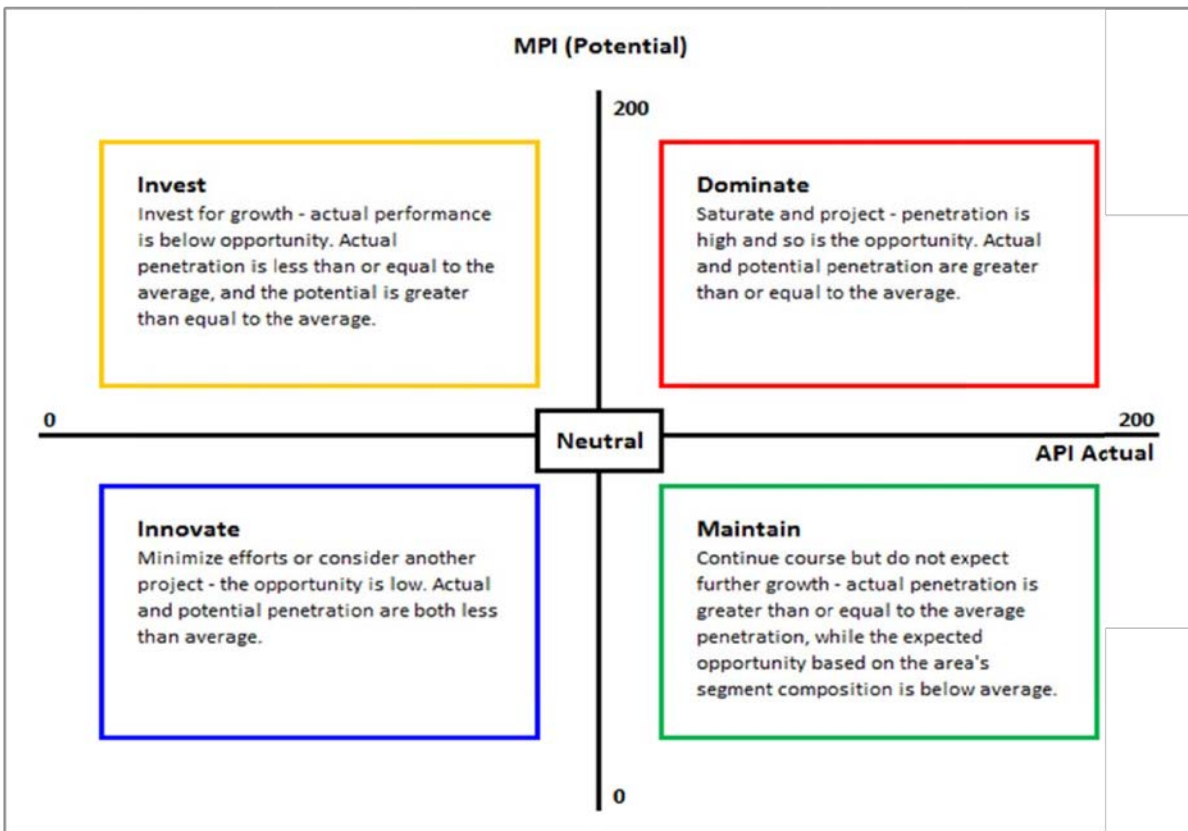 MPI (Potential)
200
Invest
Invest for growth - actual performance
is below opportunity. Actual
penetration is less than or equal to the
average, and the potential is greater
than equal to the average.
Dominate
Saturate and project - penetration is
high and so is the opportunity. Actual
and potential penetration are greater
than or equal to the average.
0
Neutral
200
API Actual
Innovate
Minimize efforts or consider another
project - the opportunity is low. Actual
and potential penetration are both less
than average.
Maintain
Continue course but do not expect
further growth - actual penetration is
greater than or equal to the average
penetration, while the expected
opportunity based on the area's
segment composition is below average.
0